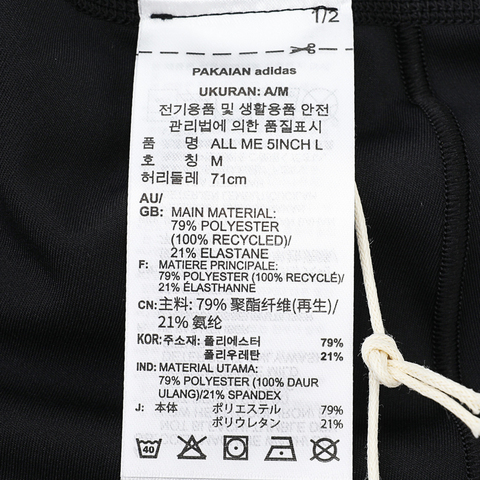 1/2
PAKAIAN adidas
UKURAN: A/M
전기용품 및 생활용품 안전
관리법에 의한 품질표시
품 명 ALL ME 5INCH L
호 칭 M
허리둘레 71cm
AU/
GB: MAIN MATERIAL:
79% POLYESTER
(100% RECYCLED)/
21% ELASTANE
F: MATIERE PRINCIPALE:
79% POLYESTER (100% RECYCLÉ)/
21% ÉLASTHANNE
CN: 主料: 79% 聚酯纤维(再生)/
21% 氨纶
KOR: 주소재: 폴리에스터 79%
폴리우레탄 21%
IND: MATERIAL UTAMA:
79% POLYESTER (100% DAUR
ULANG)/21% SPANDEX
J: 本体 ポリエステル 79%
ポリウレタン 21%
40